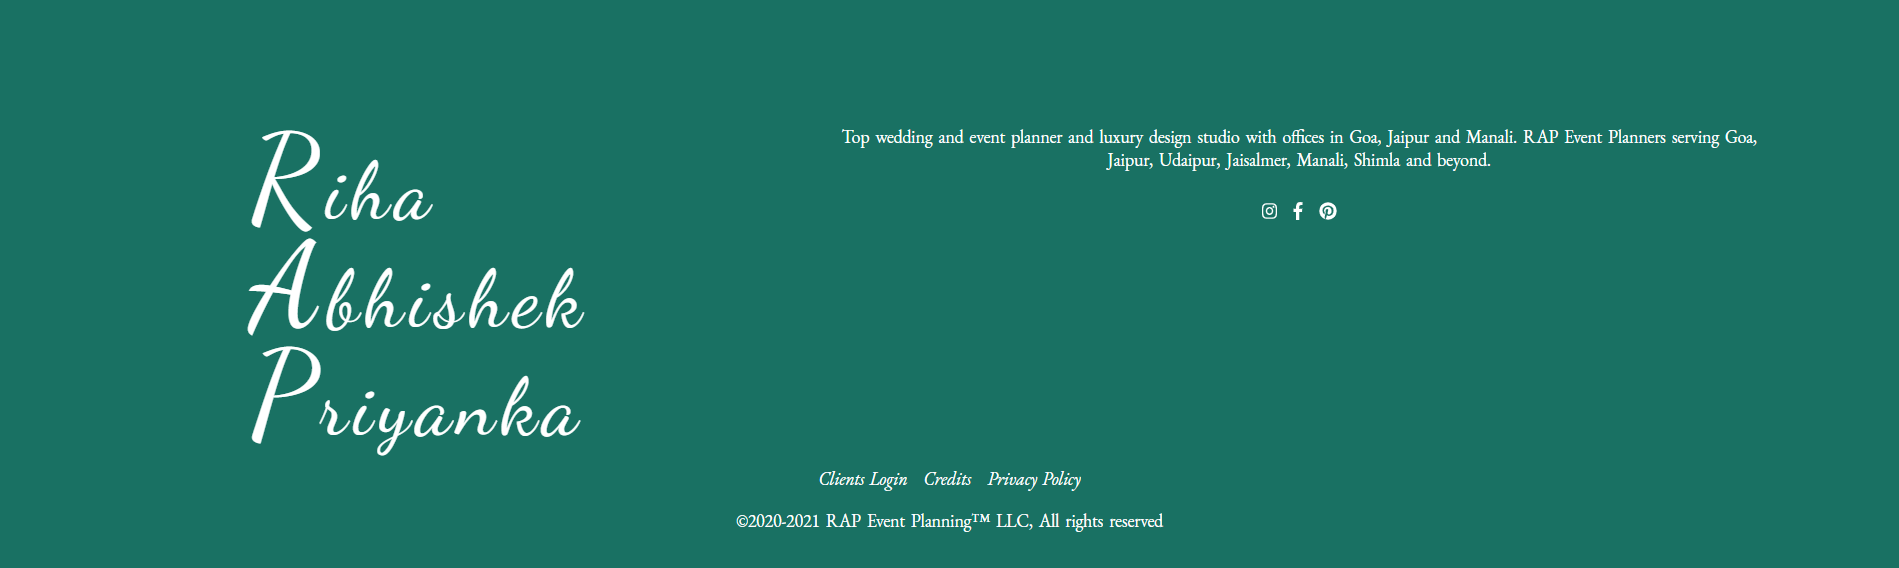 Riha
Abhishek
Priyanka
Top wedding and event planner and luxury design studio with offices in Goa, Jaipur and Manali. RAP Event Planners serving Goa,
Jaipur, Udaipur, Jaisalmer, Manali, Shimla and beyond.
Clients Login Credits Privacy Policy
©2020-2021 RAP Event Planning™ LLC, All rights reserved